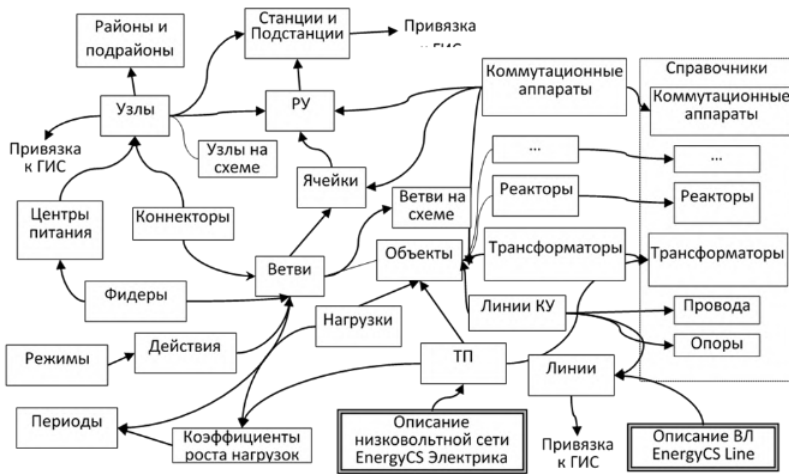 Районы и
подрайоны
Станции и
Подстанции
Привязка
к ГИС
Коммутационные
аппараты
Справочники
Коммутационные
аппараты
Узлы
РУ
Привязка
к ГИС
Узлы на
схеме
...
...
Ячейки
Ветви на
схеме
Реакторы
Реакторы
Центры
питания
Коннекторы
Ветви
Объекты
Трансформаторы
Трансформаторы
Фидеры
Нагрузки
Линии КУ
Провода
Опоры
Режимы
Действия
ТП
Линии
Периоды
Коэффициенты
роста нагрузок
Описание
низковольтной сети
EnergyCS Электрика
Привязка
к ГИС
Описание ВЛ
EnergyCS Line